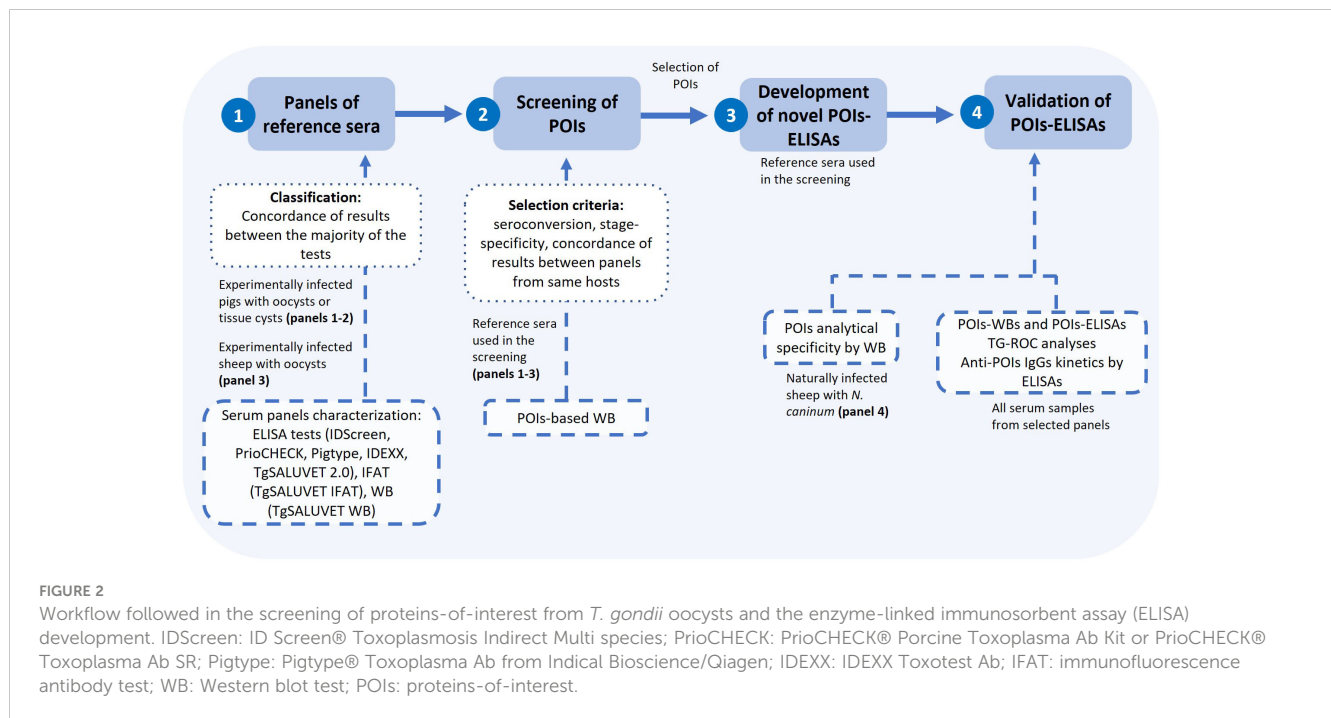 1
Panels of
reference sera
2
Screening of
POIs
Selection of
POIs
3
Development
of novel POIs-
ELISAs
4
Validation of
POIs-ELISAs
Reference sera used
in the screening
Classification:
Concordance of results
between the majority of the
tests
Experimentally infected
pigs with oocysts or
tissue cysts (panels 1-2)
Experimentally infected
sheep with oocysts
(panel 3)
Serum panels characterization:
ELISA tests (IDScreen,
PrioCHECK, Pigtype, IDEXX,
TgSALUVET 2.0), IFAT
(TgSALUVET IFAT), WB
(TgSALUVET WB)
Selection criteria:
seroconversion, stage-
specificity, concordance of
results between panels
from same hosts
Reference sera
used in the
screening
(panels 1-3)
POIs-based WB
POIs analytical
specificity by WB
Naturally infected
sheep with N.
caninum (panel 4)
POIs-WBs and POIs-ELISAs
TG-ROC analyses
Anti-POIs IgGs kinetics by
ELISAs
All serum samples
from selected panels
FIGURE 2
Workflow followed in the screening of proteins-of-interest from T. gondii oocysts and the enzyme-linked immunosorbent assay (ELISA)
development. IDScreen: ID Screen® Toxoplasmosis Indirect Multi species; PrioCHECK: PrioCHECK® Porcine Toxoplasma Ab Kit or PrioCHECK®
Toxoplasma Ab SR; Pigtype: Pigtype® Toxoplasma Ab from Indical Bioscience/Qiagen; IDEXX: IDEXX Toxotest Ab; IFAT: immunofluorescence
antibody test; WB: Western blot test; POIs: proteins-of-interest.